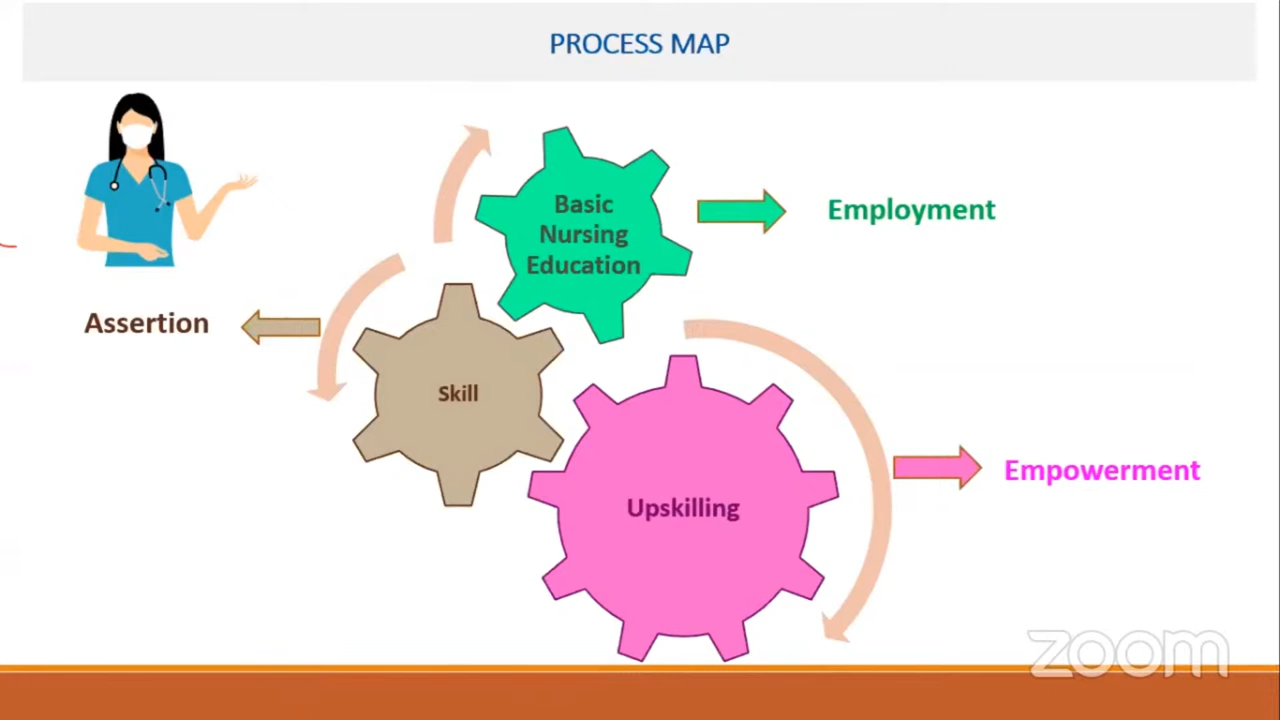 PROCESS MAP
Basic
Nursing
Education
Employment
Assertion
Skill
Upskilling
Empowerment
zoom